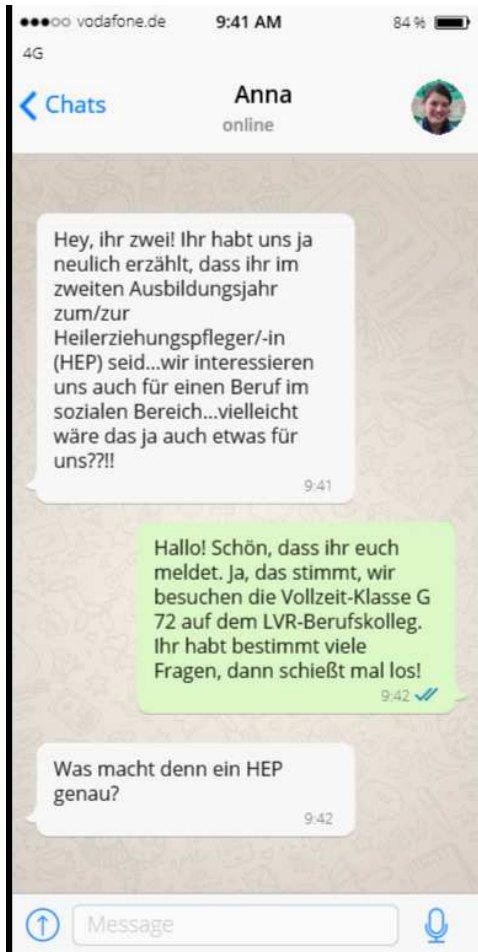 vodafone.de 9:41 AM 84 %
4G
Chats
Anna
online
Hey, ihr zwei! Ihr habt uns ja
neulich erzählt, dass ihr im
zweiten Ausbildungsjahr
zum/zur
Heilerziehungspfleger/-in
(HEP) seid...wir interessieren
uns auch für einen Beruf im
sozialen Bereich...vielleicht
wäre das ja auch etwas für
uns??!!
9:41
Hallo! Schön, dass ihr euch
meldet. Ja, das stimmt, wir
besuchen die Vollzeit-Klasse G
72 auf dem LVR-Berufskolleg.
Ihr habt bestimmt viele
Fragen, dann schießt mal los!
9:42
Was macht denn ein HEP
genau?
9:42
Message